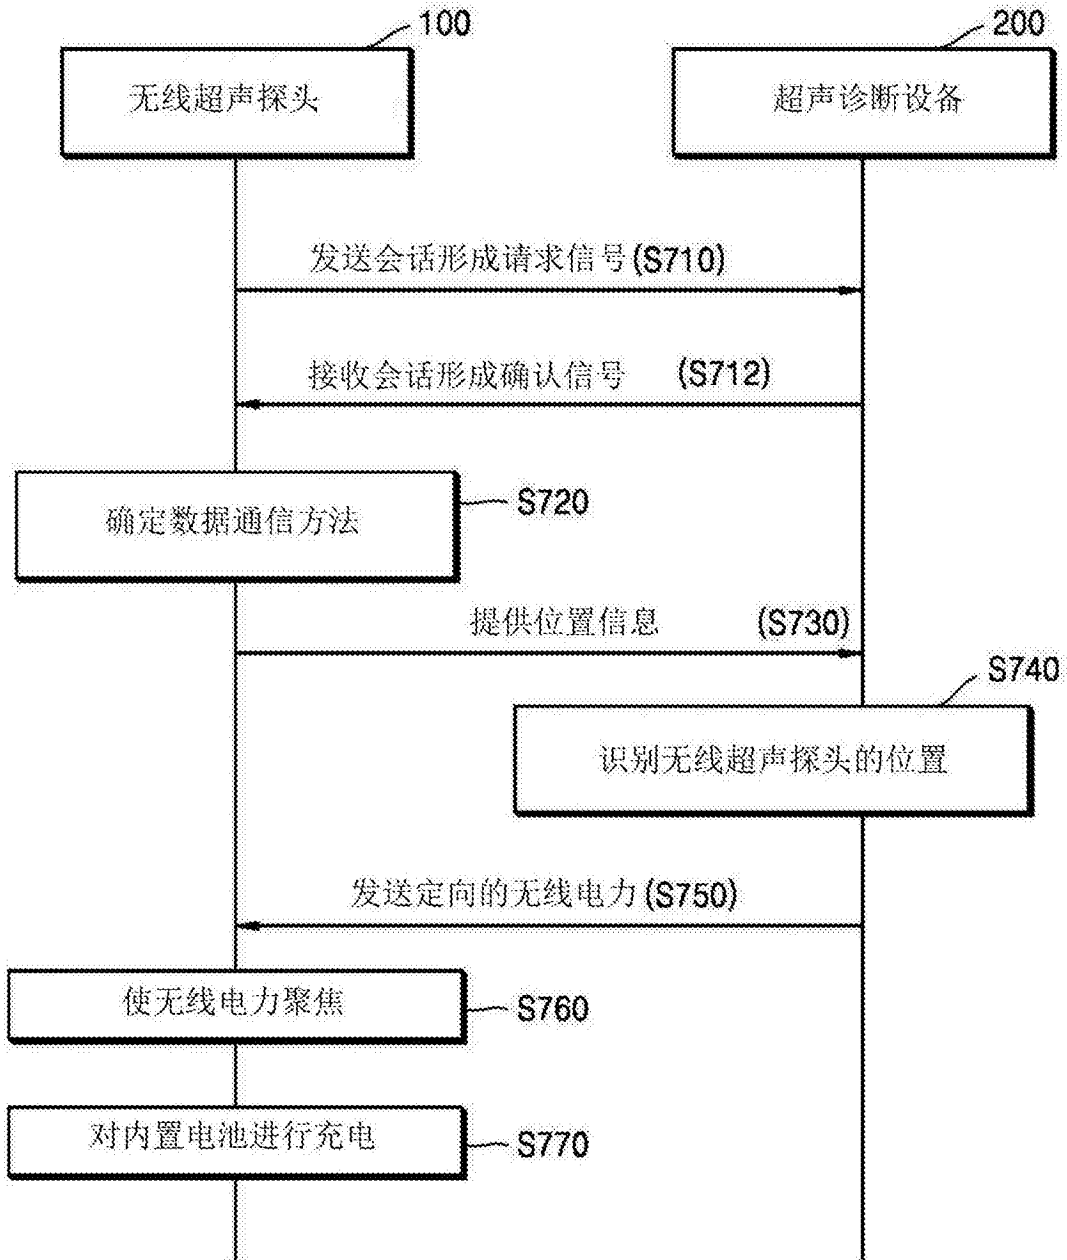 100
200
无线超声探头
超声诊断设备
发送会话形成请求信号(S710)
接收会话形成确认信号 (S712)
确定数据通信方法
S720
提供位置信息 (S730)
S740
识别无线超声探头的位置
发送定向的无线电力(S750)
使无线电力聚焦
S760
对内置电池进行充电
S770